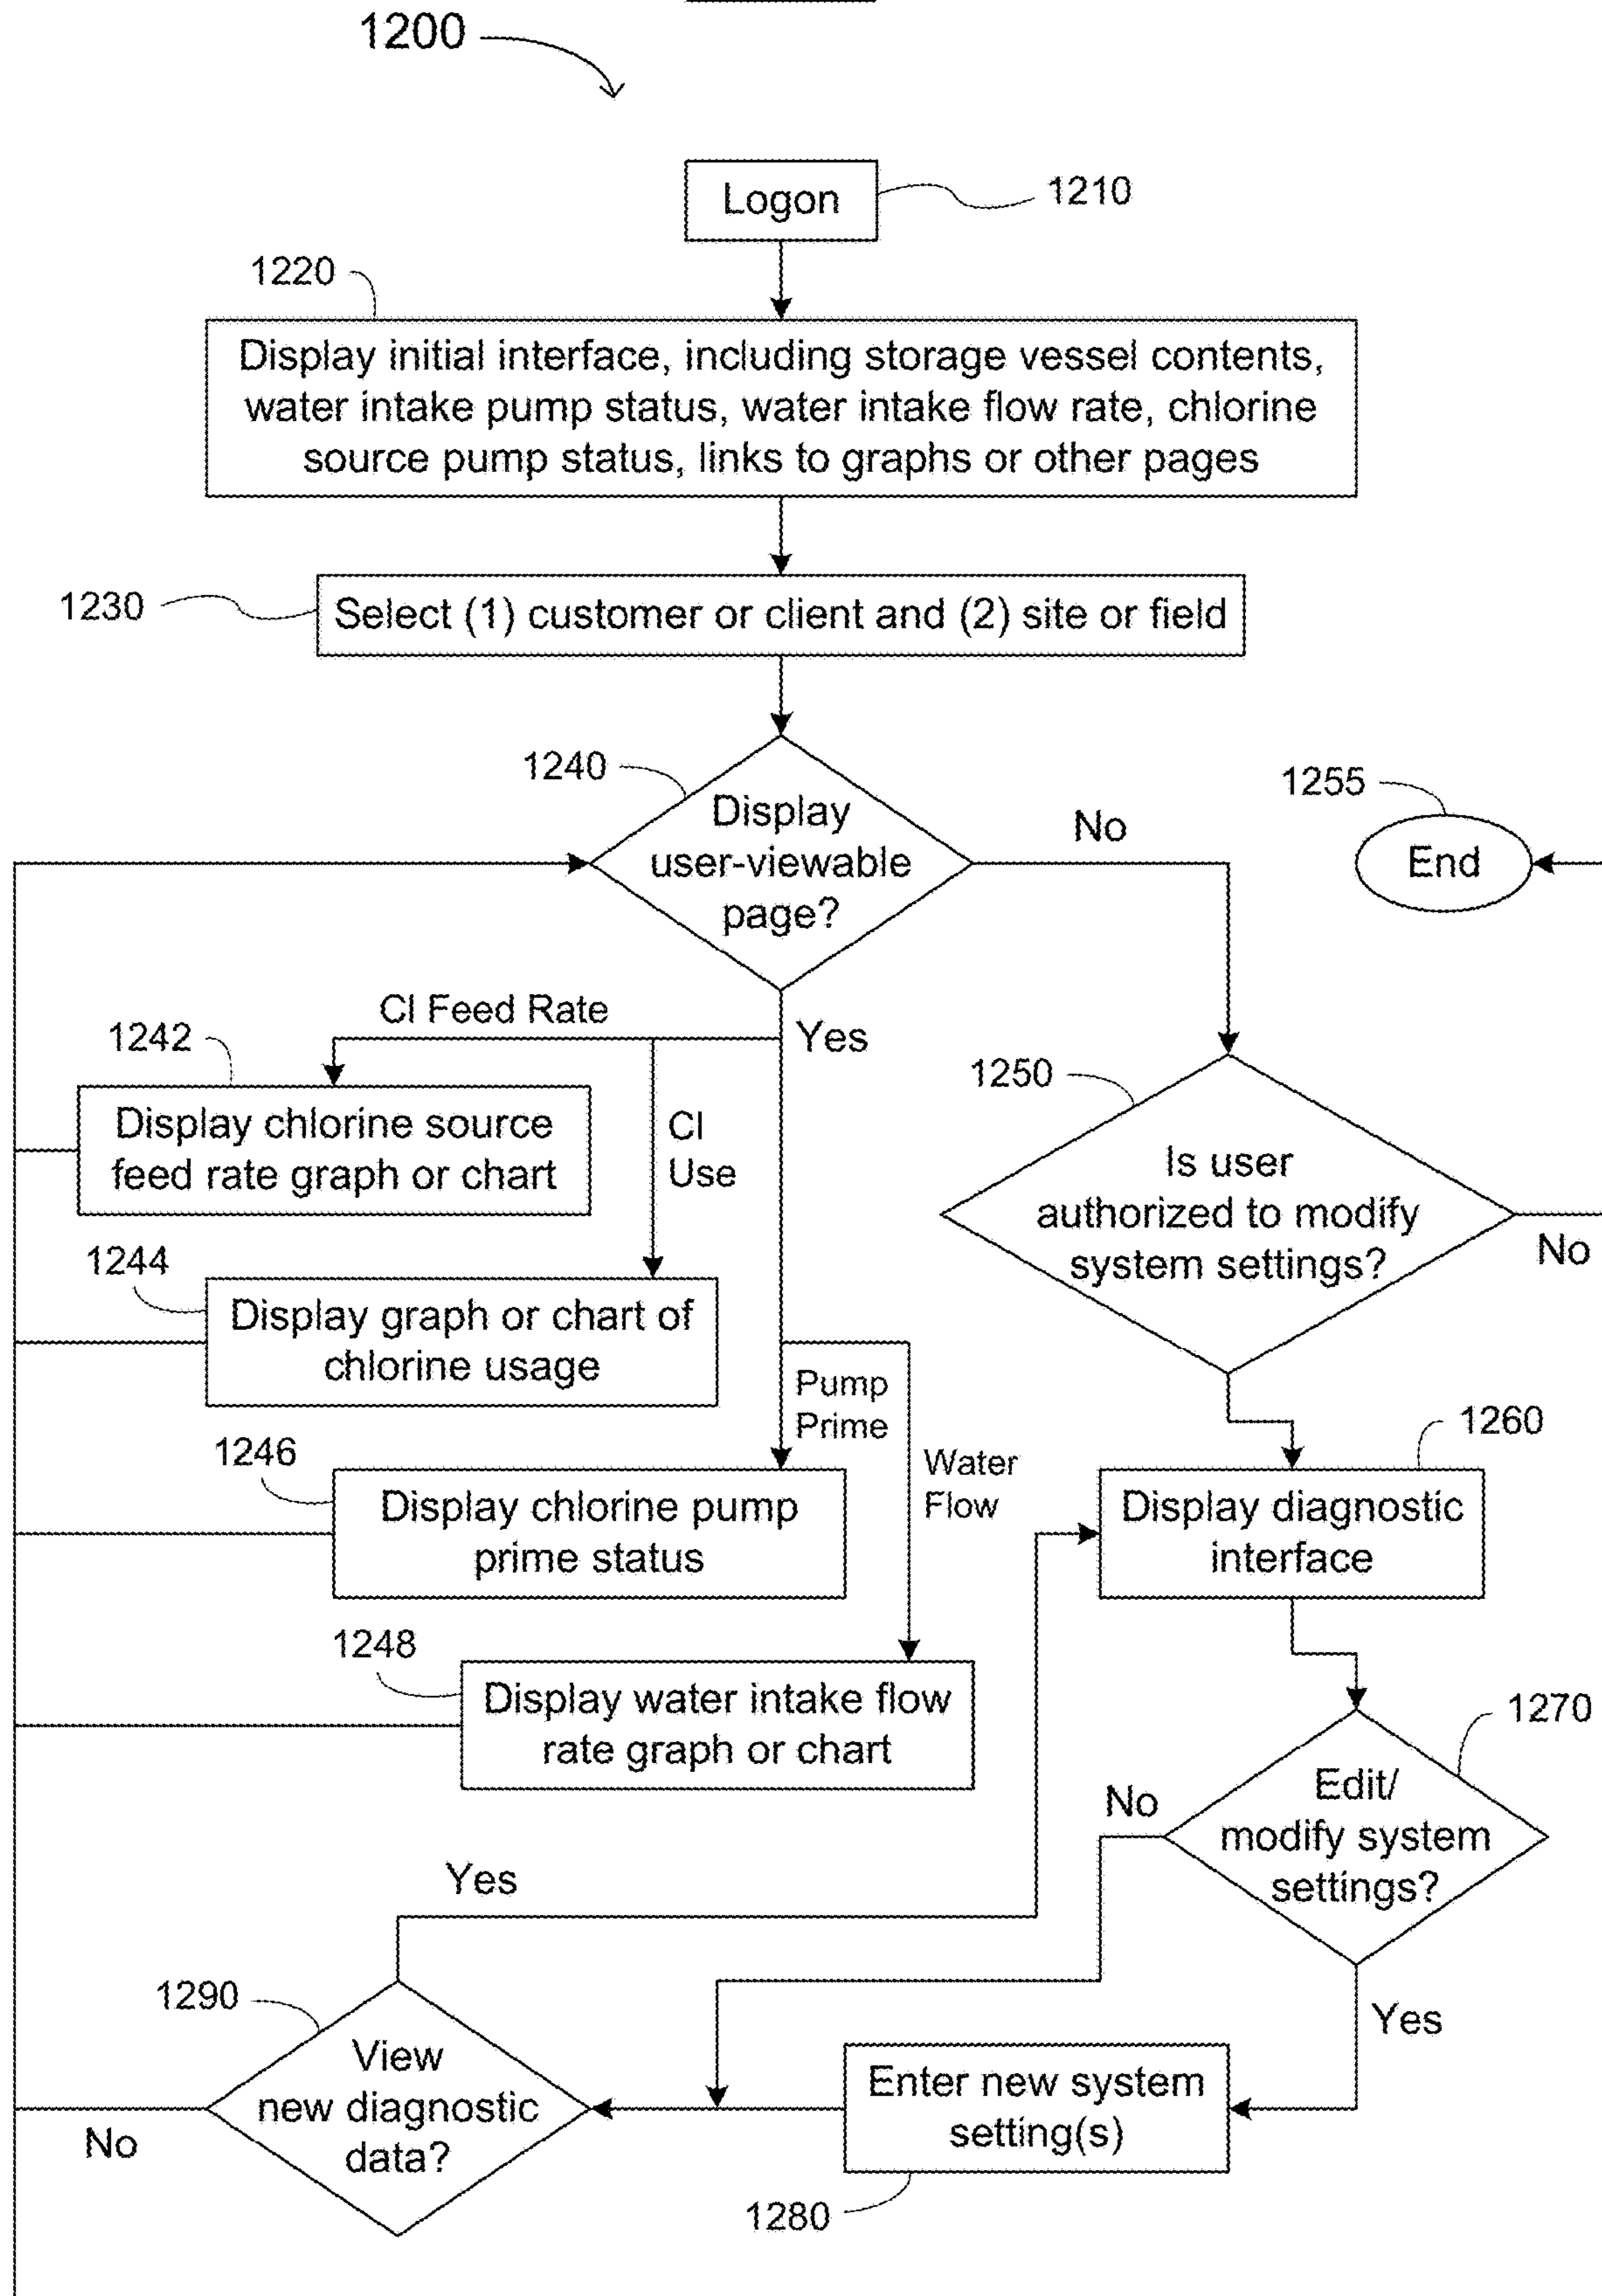 1200
Logon
1210
1220
Display initial interface, including storage vessel contents,
water intake pump status, water intake flow rate, chlorine
source pump status, links to graphs or other pages
1230
Select (1) customer or client and (2) site or field
1240
Display
user-viewable
page?
No
1255
End
Cl Feed Rate
Yes
1242
Display chlorine source
feed rate graph or chart
Cl
Use
1250
Is user
authorized to modify
system settings?
No
1244
Display graph or chart of
chlorine usage
Pump
Prime
Water
Flow
1246
Display chlorine pump
prime status
1260
Display diagnostic
interface
1248
Display water intake flow
rate graph or chart
1270
Edit/
modify system
settings?
No
Yes
Yes
1290
View
new diagnostic
data?
No
Enter new system
setting(s)
1280